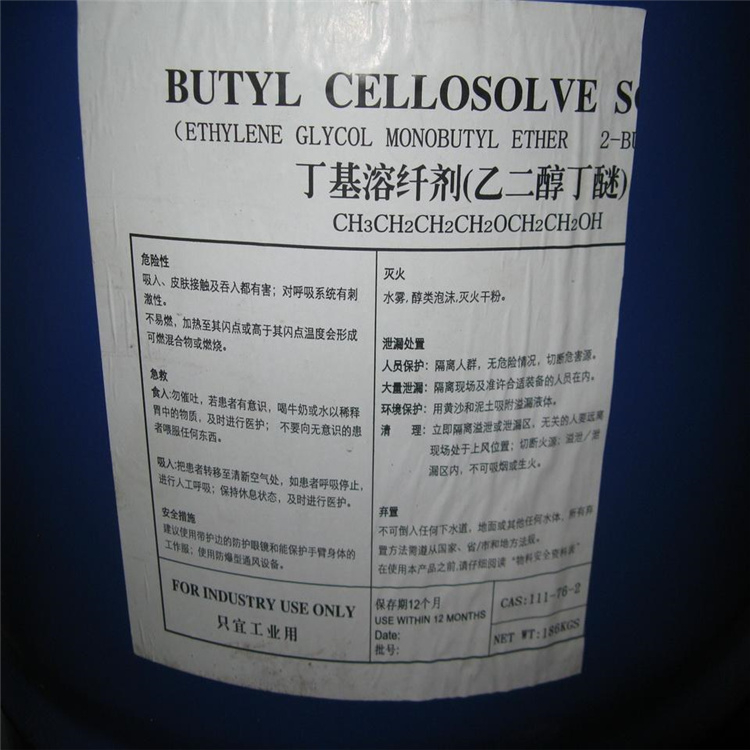 BUTYL CELLOSOLVE
(ETHYLENE GLYCOL MONOBUTYL ETHER
丁基溶纤剂(乙二醇丁醚)
CH3CH2CH2CH2OCH2CH2OH
危险性
吸入、皮肤接触及吞入都有害；对呼吸系统有刺
激性。
不易燃，加热至其闪点或高于其闪点温度会形成
可燃混合物或燃烧。
急救
食入:勿催吐，若患者有意识，喝牛奶或水以稀释
胃中的物质，及时进行医护； 不要向无意识的患
者喂服任何东西。
吸入:把患者转移至清新空气处，如患者呼吸停止，
进行人工呼吸；保持休息状态，及时进行医护。
安全措施
建议使用带护边的防护眼镜和能保护手臂身体的
工作服；使用防爆型通风设备。
灭火
水雾，醇类泡沫，灭火干粉。
泄漏处置
人员保护：隔离人群，无危险情况，切断危害源。
大量泄漏：隔离现场及准许合适装备的人员在内。
环境保护：用黄沙和泥土吸附溢漏液体。
清 理：立即隔离溢泄或泄漏区，无关的人要远离
现场处于上风位置；切断火源；溢泄/泄
漏区内，不可吸烟或生火。
弃置
不可倒入任何下水道，地面或其他任何水体，所有弃
置方法需遵从国家、省/市和地方法规。
在使用本产品之前,请仔细阅读“物料安全资料表”
FOR INDUSTRY USE ONLY
只宜工业用
保存期12个月
USE WITHIN 12 MONTHS
Date:
批号:
CAS:111-76-2
NET WT:186KGS